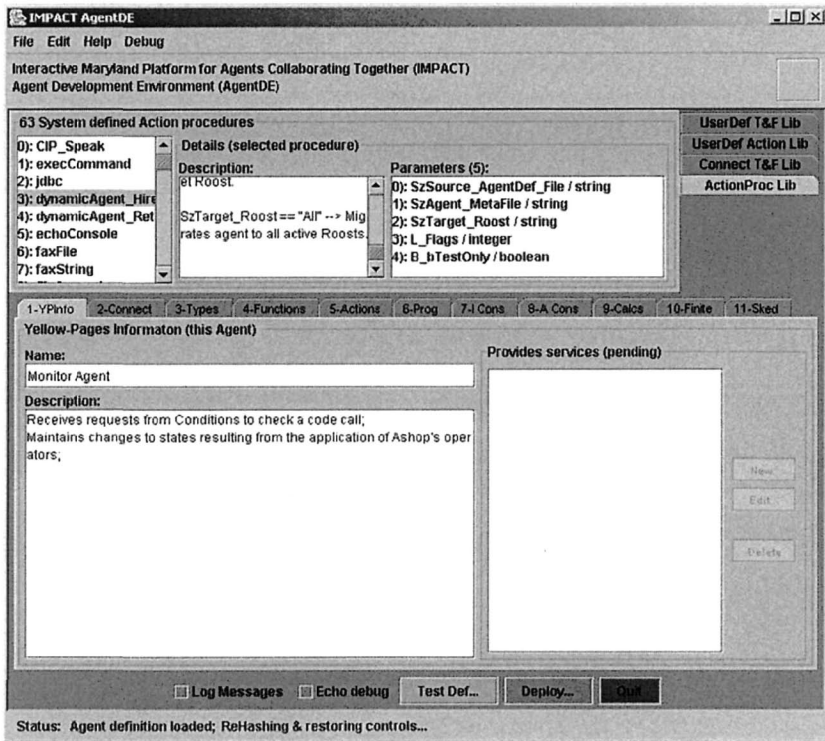 IMPACT AgentDE
File Edit Help Debug
Interactive Maryland Platform for Agents Collaborating Together (IMPACT)
Agent Development Environment (AgentDE)
63 System defined Action procedures
0): CIP_Speak
1): execCommand
2): jdbc
3): dynamicAgent_Hire
4): dynamicAgent_Ret
5): echoConsole
6): faxFile
7): faxString
Details (selected procedure)
Description:
et Roost.
SzTarget_Roost == "All" --> Mig
rates agent to all active Roosts.
Parameters (5):
0): SzSource_AgentDef_File / string
1): SzAgent_MetaFile / string
2): SzTarget_Roost / string
3): L_Flags / integer
4): B_bTestOnly / boolean
UserDef T&F Lib
UserDef Action Lib
Connect T&F Lib
ActionProc Lib
1-YPInfo 2-Connect 3-Types 4-Functions 5-Actions 6-Prog 7-I Cons 8-A Cons 9-Calcs 10-Finite 11-Sked
Yellow-Pages Informaton (this Agent)
Name:
Monitor Agent
Description:
Receives requests from Conditions to check a code call;
Maintains changes to states resulting from the application of Ashop's oper
ators;
Provides services (pending)
New
Edit
Delete
Log Messages Echo debug Test Def... Deploy... Quit
Status: Agent definition loaded; ReHashing & restoring controls...